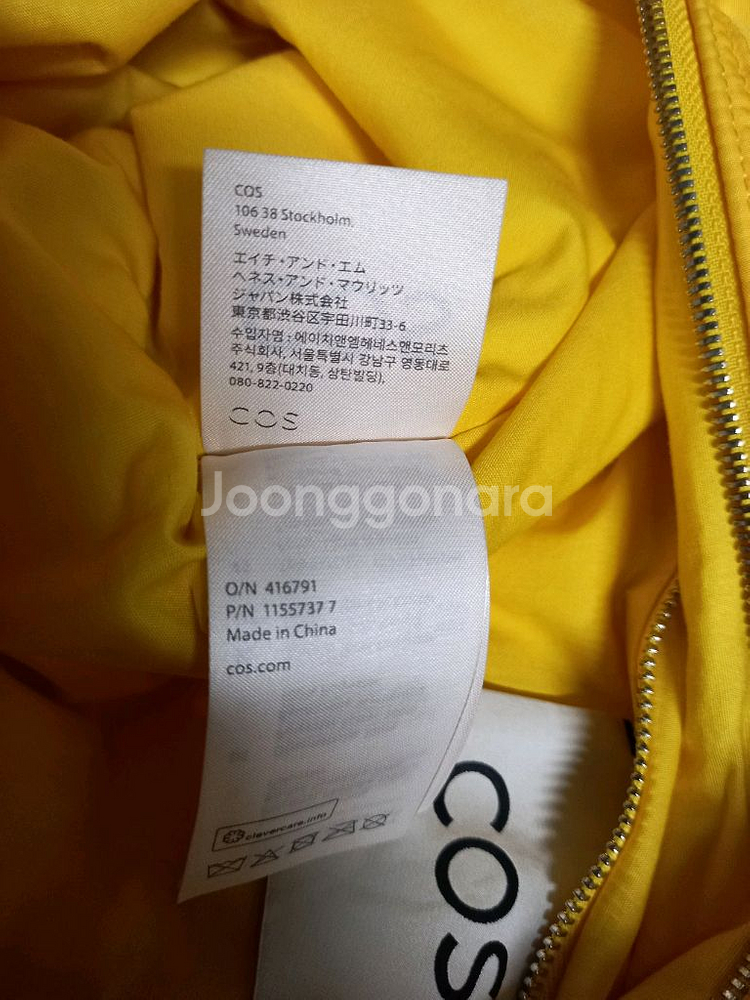 COS
106 38 Stockholm,
Sweden
エイチ・アンド・エム
ヘネス・アンド・マウリッツ
ジャパン株式会社
東京都渋谷区宇田川町33-6
수입자명 : 에이치앤엠헤네스앤모리츠
주식회사, 서울특별시 강남구 영동대로
421, 9층(대치동, 삼탄빌딩),
080-822-0220
COS
Joonggonara
O/N 416791
P/N 1155737 7
Made in China
cos.com
clevercare.info
COS